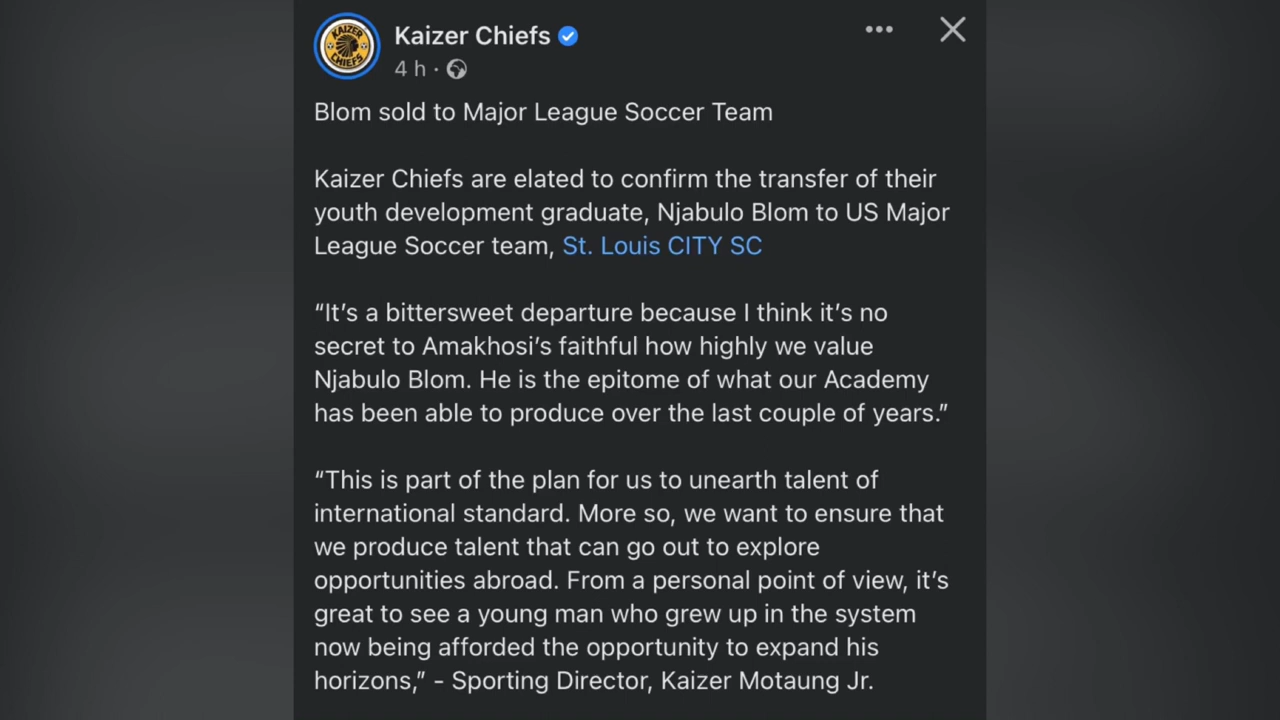 KAIZER
CHIEFS
Kaizer Chiefs
4 h ·
Blom sold to Major League Soccer Team
Kaizer Chiefs are elated to confirm the transfer of their
youth development graduate, Njabulo Blom to US Major
League Soccer team, St. Louis CITY SC
“It’s a bittersweet departure because I think it’s no
secret to Amakhosi’s faithful how highly we value
Njabulo Blom. He is the epitome of what our Academy
has been able to produce over the last couple of years.”
“This is part of the plan for us to unearth talent of
international standard. More so, we want to ensure that
we produce talent that can go out to explore
opportunities abroad. From a personal point of view, it’s
great to see a young man who grew up in the system
now being afforded the opportunity to expand his
horizons,” - Sporting Director, Kaizer Motaung Jr.